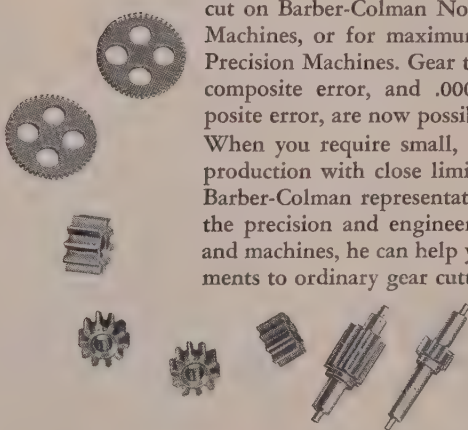 cut on Barber-Colman No
Machines, or for maximu
Precision Machines. Gear t
composite error, and .000
posite error, are now possil
When you require small,
production with close limi
Barber-Colman representat
the precision and engineer
and machines, he can help y
ments to ordinary gear cutt